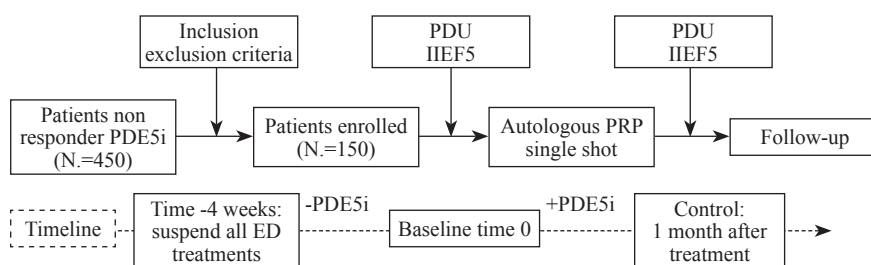 Inclusion
exclusion criteria
PDU
IIEF5
PDU
IIEF5
Patients non
responder PDE5i
(N.=450)
Patients enrolled
(N.=150)
Autologous PRP
single shot
Follow-up
Timeline
Time -4 weeks:
suspend all ED
treatments
-PDE5i
Baseline time 0
+PDE5i
Control:
1 month after
treatment